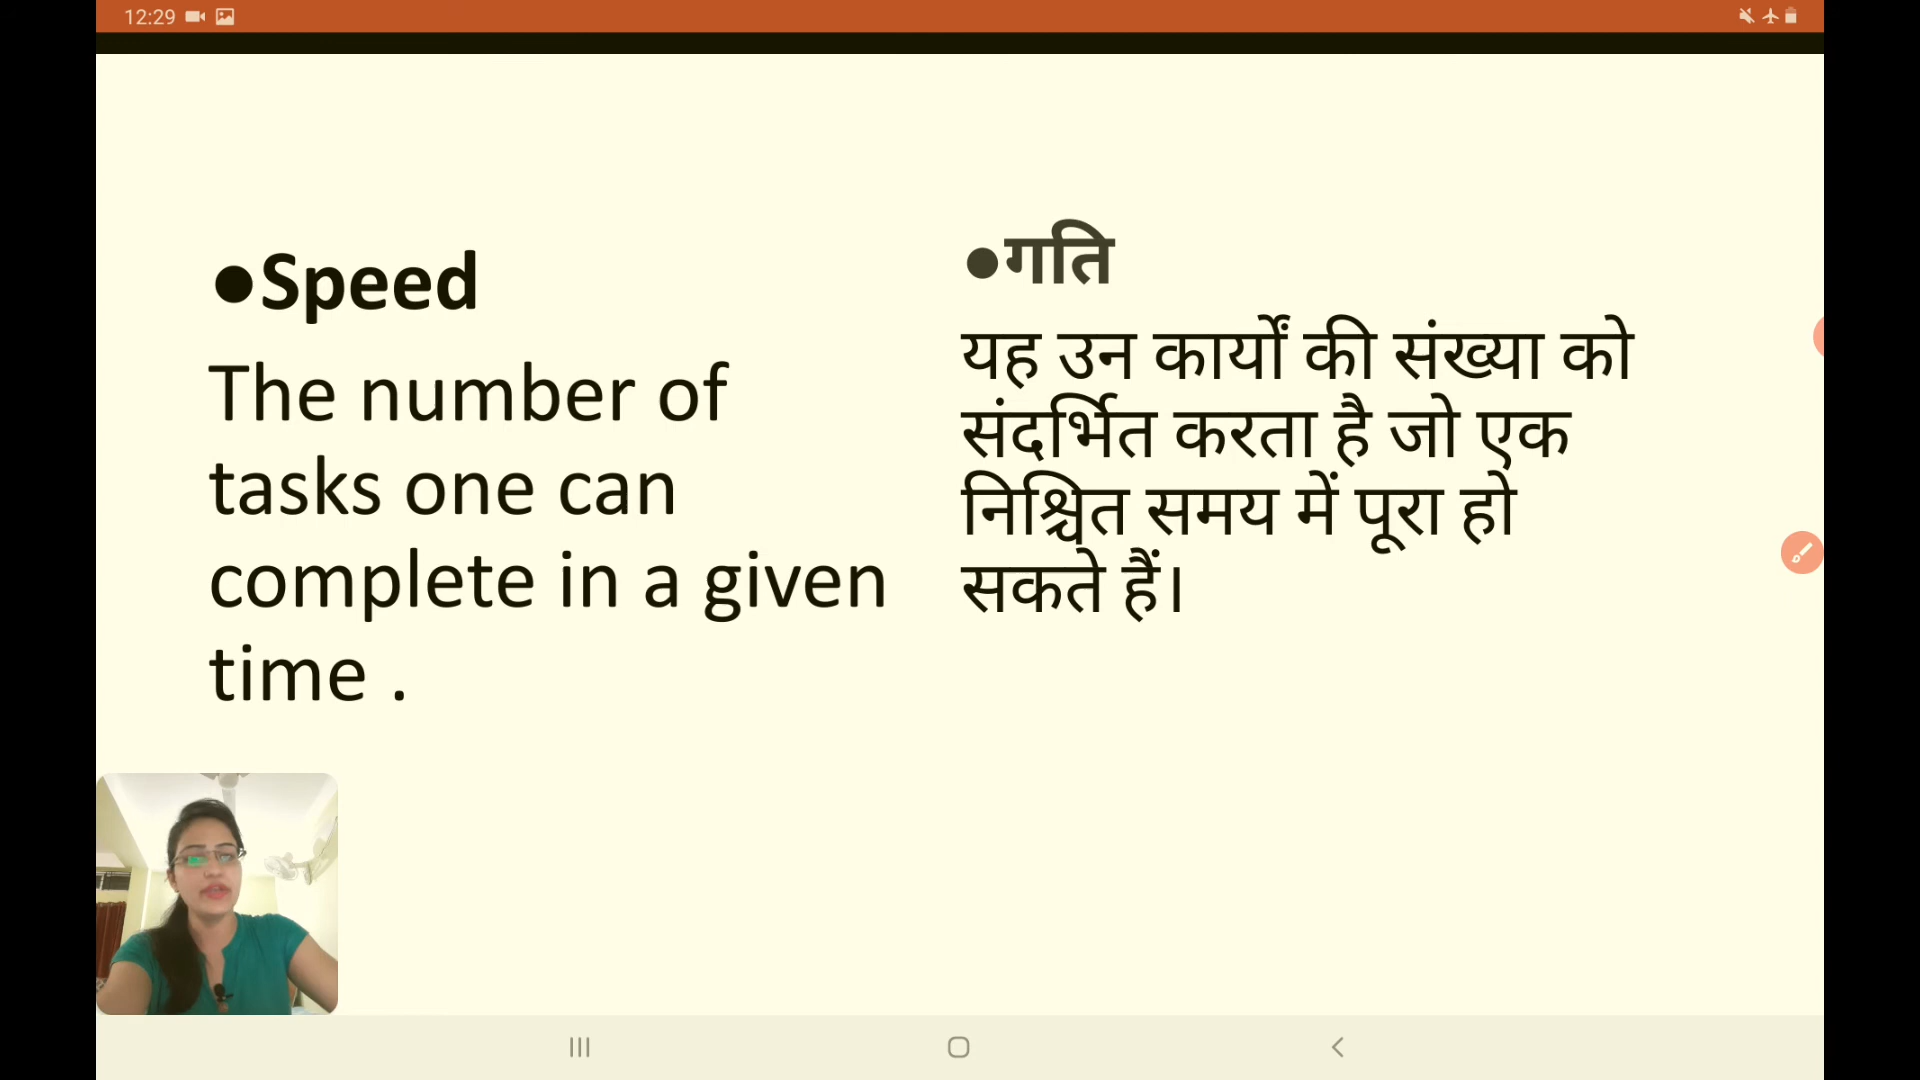 12:29
●Speed
The number of
tasks one can
complete in a given
time .
●गति
यह उन कार्यों की संख्या को
संदर्भित करता है जो एक
निश्चित समय में पूरा हो
सकते हैं।